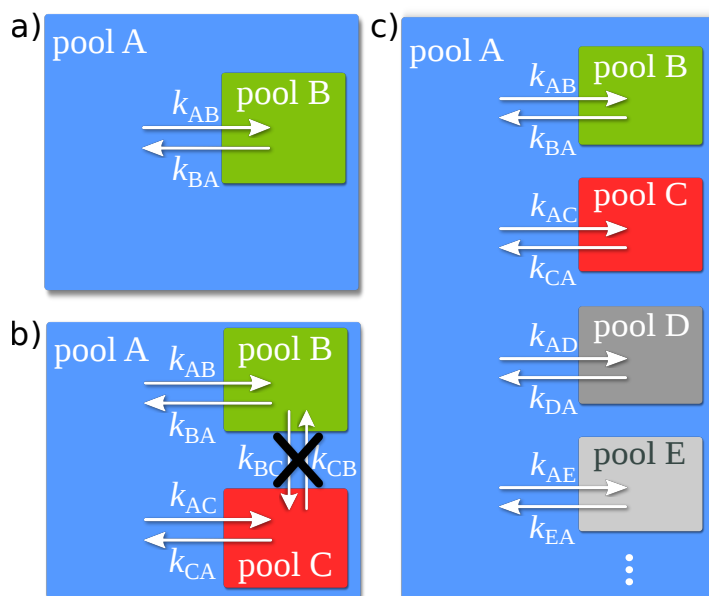 a)
pool A
pool B
kAB
kBA
b)
pool A
pool B
kAB
kBA
kBC kCB
kAC
kCA
pool C
c)
pool A
pool B
kAB
kBA
pool C
kAC
kCA
pool D
kAD
kDA
pool E
kAE
kEA